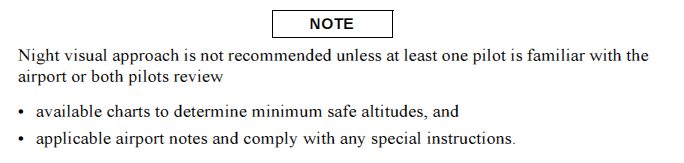 NOTE
Night visual approach is not recommended unless at least one pilot is familiar with the
airport or both pilots review
• available charts to determine minimum safe altitudes, and
• applicable airport notes and comply with any special instructions.